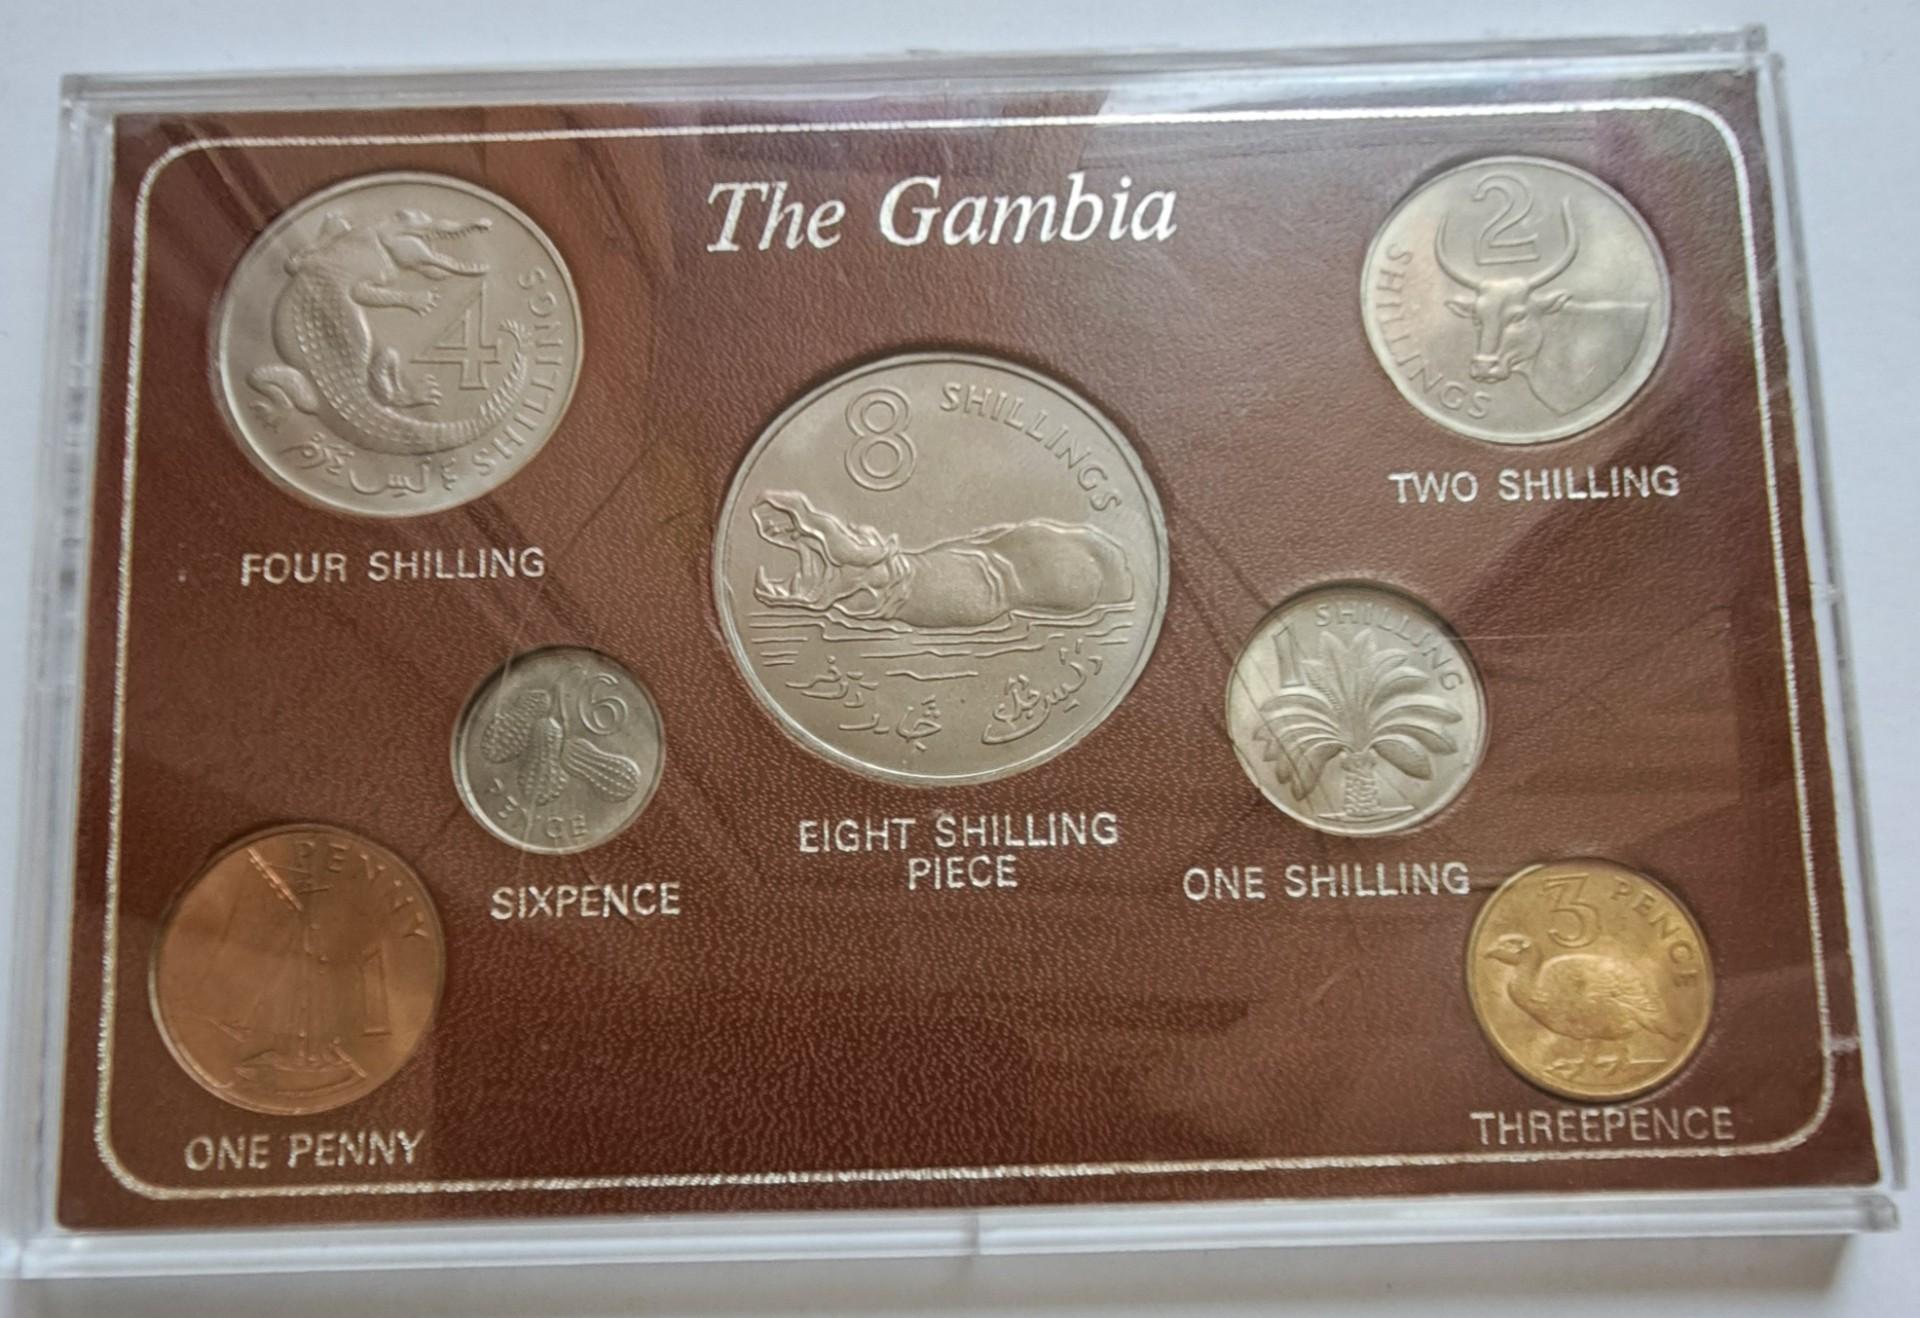 The Gambia
4 SHILLINGS
FOUR SHILLING
2 SHILLINGS
TWO SHILLING
8 SHILLINGS
EIGHT SHILLING
PIECE
6
PENCE
SIXPENCE
1 SHILLING
ONE SHILLING
PENNY
1
ONE PENNY
3 PENCE
THREEPENCE